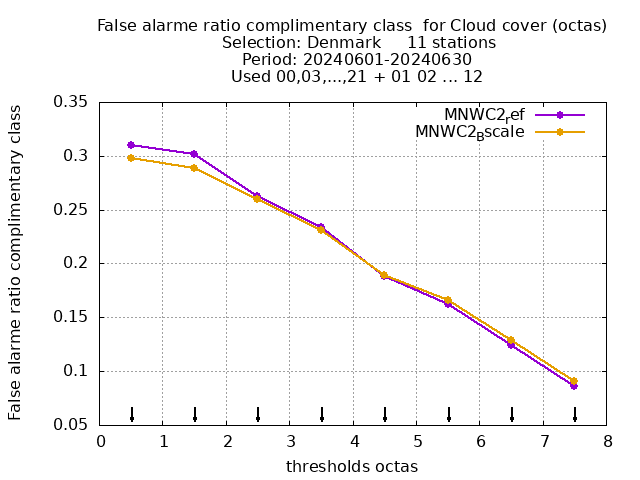 False alarme ratio complimentary class  for Cloud cover (octas)
Selection: Denmark     11 stations
Period: 20240601-20240630
Used 00,03,...,21 + 01 02 ... 12
MNWC2ref
MNWC2Bscale
False alarme ratio complimentary class
0.35
0.3
0.25
0.2
0.15
0.1
0.05
0 1 2 3 4 5 6 7 8
thresholds octas